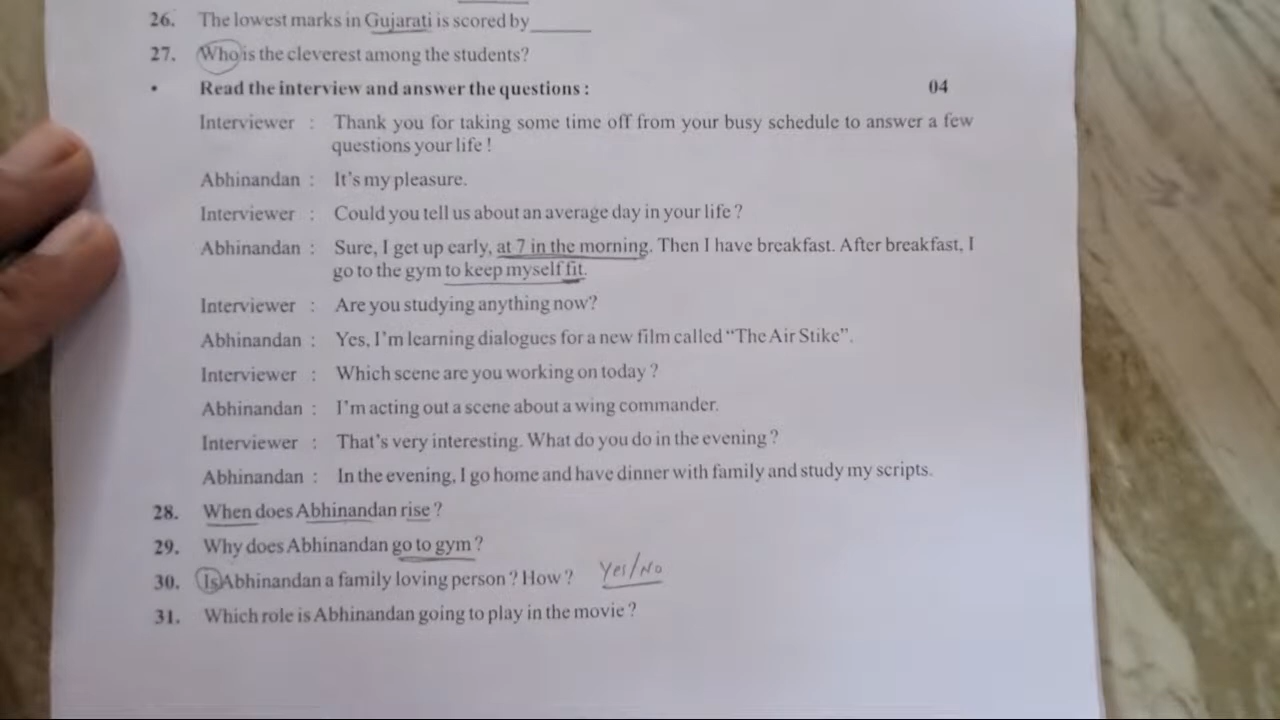 26. The lowest marks in Gujarati is scored by ______
27. Who is the cleverest among the students?
• Read the interview and answer the questions : 04
Interviewer : Thank you for taking some time off from your busy schedule to answer a few
questions your life !
Abhinandan : It's my pleasure.
Interviewer : Could you tell us about an average day in your life ?
Abhinandan : Sure, I get up early, at 7 in the morning. Then I have breakfast. After breakfast, I
go to the gym to keep myself fit.
Interviewer : Are you studying anything now?
Abhinandan : Yes, I'm learning dialogues for a new film called “The Air Stike”.
Interviewer : Which scene are you working on today ?
Abhinandan : I'm acting out a scene about a wing commander.
Interviewer : That's very interesting. What do you do in the evening ?
Abhinandan : In the evening, I go home and have dinner with family and study my scripts.
28. When does Abhinandan rise ?
29. Why does Abhinandan go to gym ?
30. Is Abhinandan a family loving person ? How ? Yes/No
31. Which role is Abhinandan going to play in the movie ?